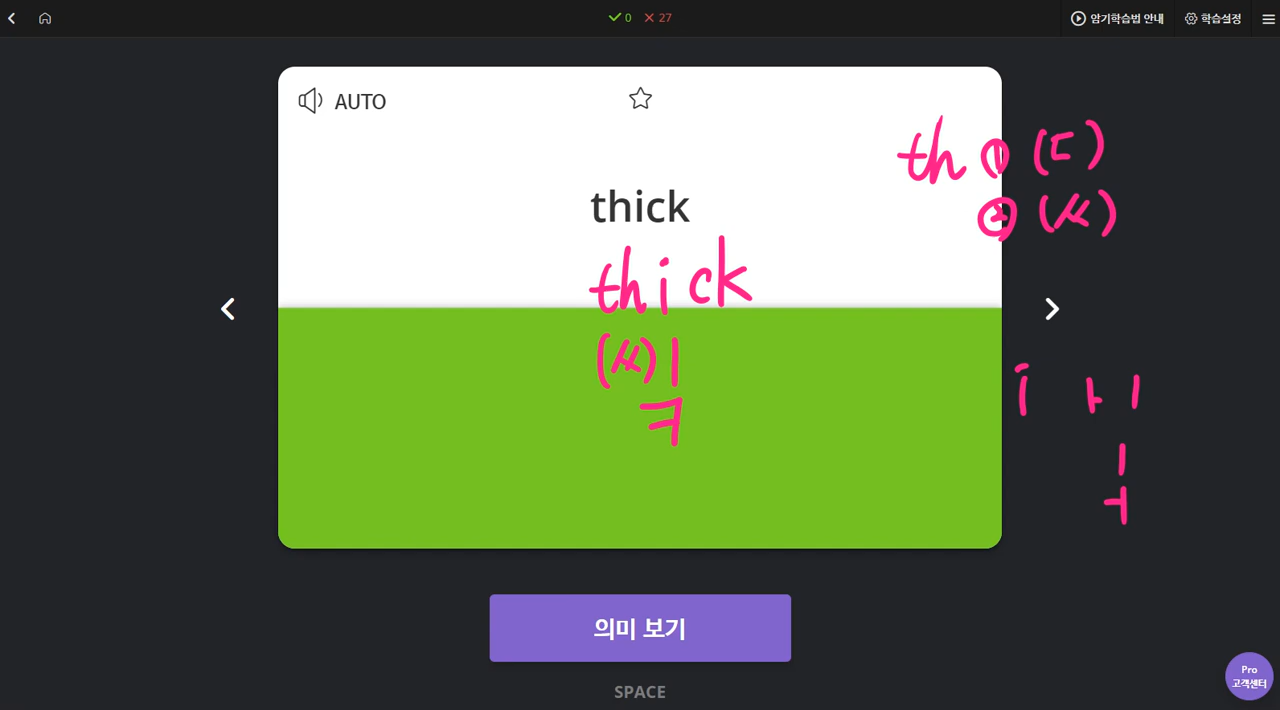 0 27 암기학습법 안내 학습설정
AUTO
thick
th ① (ㄷ)
② (ㅆ)
thick
(ㅆ) ㅣ
ㅋ
i ㅏㅣ
ㅣ
ㅓ
의미 보기
SPACE
Pro
고객센터